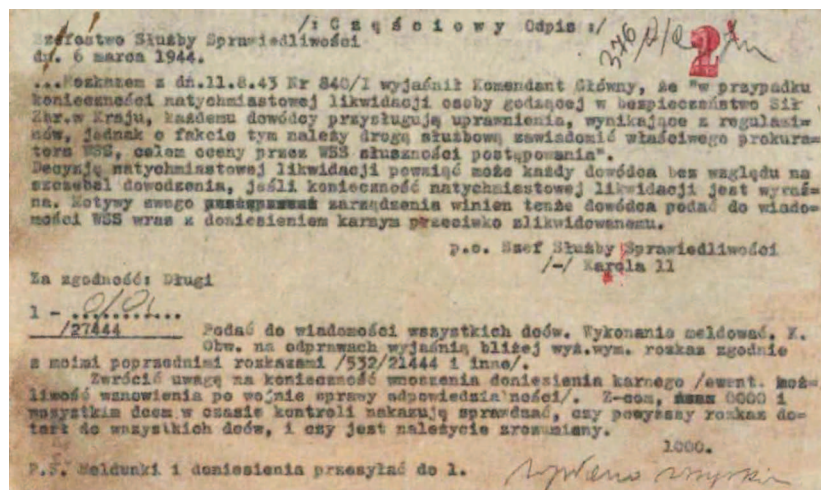 /: C z ę ś c i o w y Odpis :/
Szefostwo Służby Sprawiedliwości 376
dn. 6 marca 1944. 2
...Rozkazem z dn.11.8.43 Nr 840/I wyjaśnił Komendant Główny, że "w przypadku
konieczności natychmiastowej likwidacji osoby godzącej w bezpieczeństwo Sił
Zbr.w Kraju, każdemu dowódcy przysługują uprawnienia, wynikające z regulami=
nów, jednak o fakcie tym należy drogą służbową zawiadomić właściwego prokura=
tora WSS, celem oceny przez WSS słuszności postępowania".
Decyzję natychmiastowej likwidacji powziąć może każdy dowódca bez względu na
szczebel dowodzenia, jeśli konieczność natychmiastowej likwidacji jest wyraź=
na. Motywy swego zarządzenia winien tenże dowódca podać do wiado=
mości WSS wraz z doniesieniem karnym przeciwko zlikwidowanemu.
p.o. Szef Służby Sprawiedliwości
/-/ Karola 11
Za zgodność: Długi
1 - ...........
/27444 Podać do wiadomości wszystkich dców. Wykonanie meldować. K.
Obw. na odprawach wyjaśnią bliżej wyż.wym. rozkaz zgodnie
z moimi poprzednimi rozkazami /532/21444 i inne/.
Zwrócić uwagę na konieczność wnoszenia doniesienia karnego /ewent. moż=
liwość wznowienia po wojnie sprawy odpowiedzialności/. Z-com, 0000 i
wszystkim dcom w czasie kontroli nakazuję sprawdzać, czy powyższy rozkaz do=
tarł do wszystkich dców, i czy jest należycie zrozumiany.
1000.
P.S. Meldunki i doniesienia przesyłać do 1.